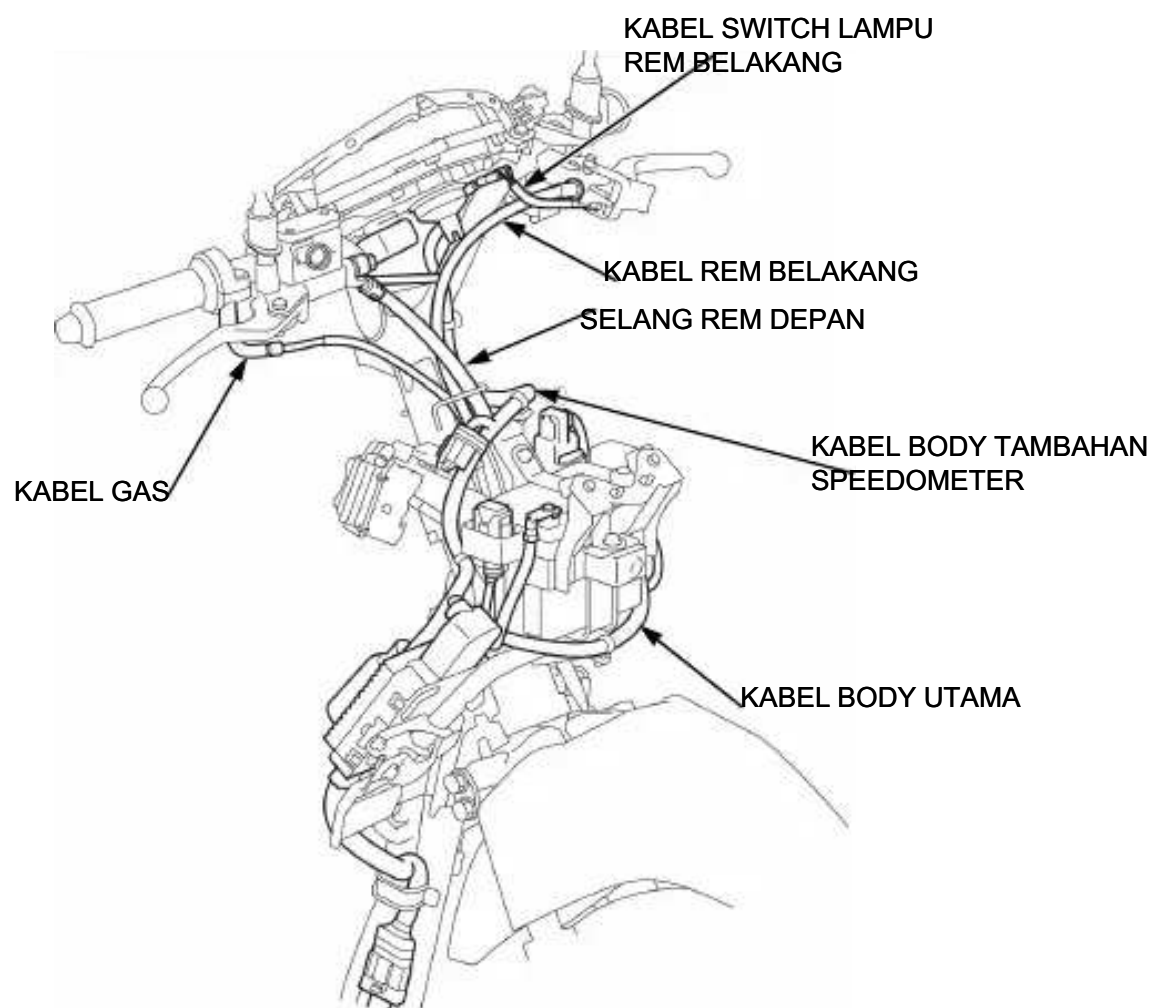 KABEL SWITCH LAMPU
REM BELAKANG
KABEL REM BELAKANG
SELANG REM DEPAN
KABEL BODY TAMBAHAN
SPEEDOMETER
KABEL GAS
KABEL BODY UTAMA